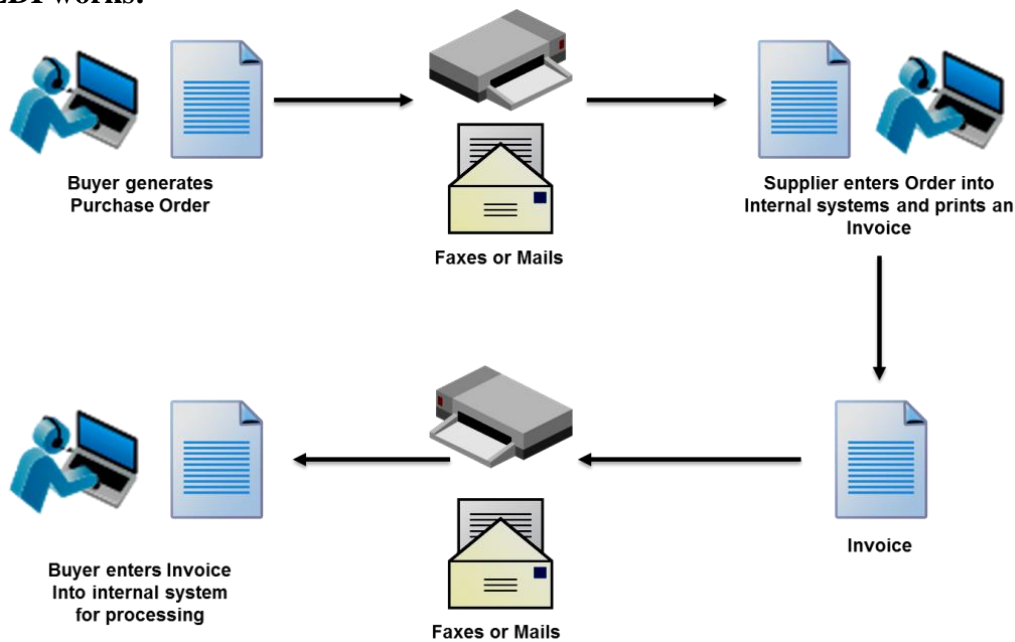 EDI works:
Buyer generates
Purchase Order
Faxes or Mails
Supplier enters Order into
Internal systems and prints an
Invoice
Invoice
Faxes or Mails
Buyer enters Invoice
Into internal system
for processing